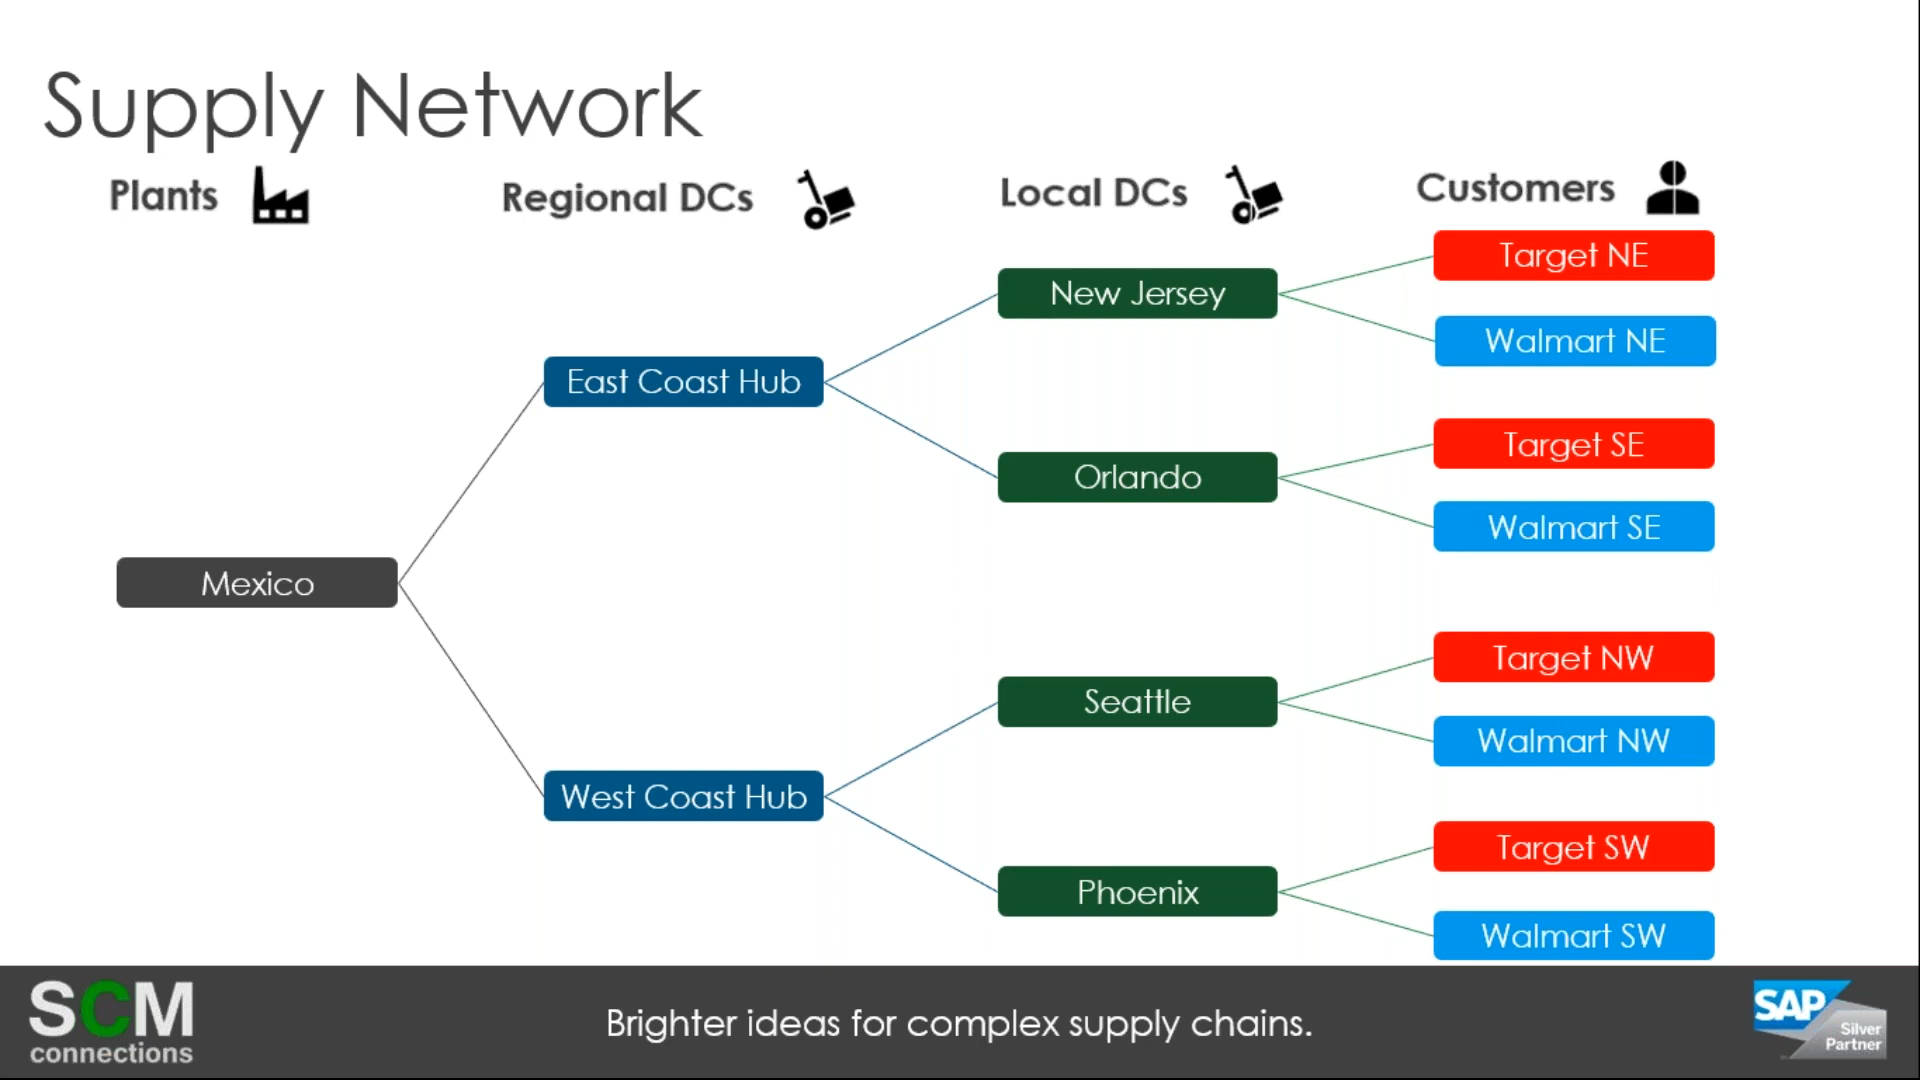 Supply Network
Plants
Regional DCs
Local DCs
Customers
Target NE
New Jersey
Walmart NE
East Coast Hub
Target SE
Orlando
Walmart SE
Mexico
Target NW
Seattle
Walmart NW
West Coast Hub
Target SW
Phoenix
Walmart SW
SCM
connections
Brighter ideas for complex supply chains.
SAP
Silver
Partner